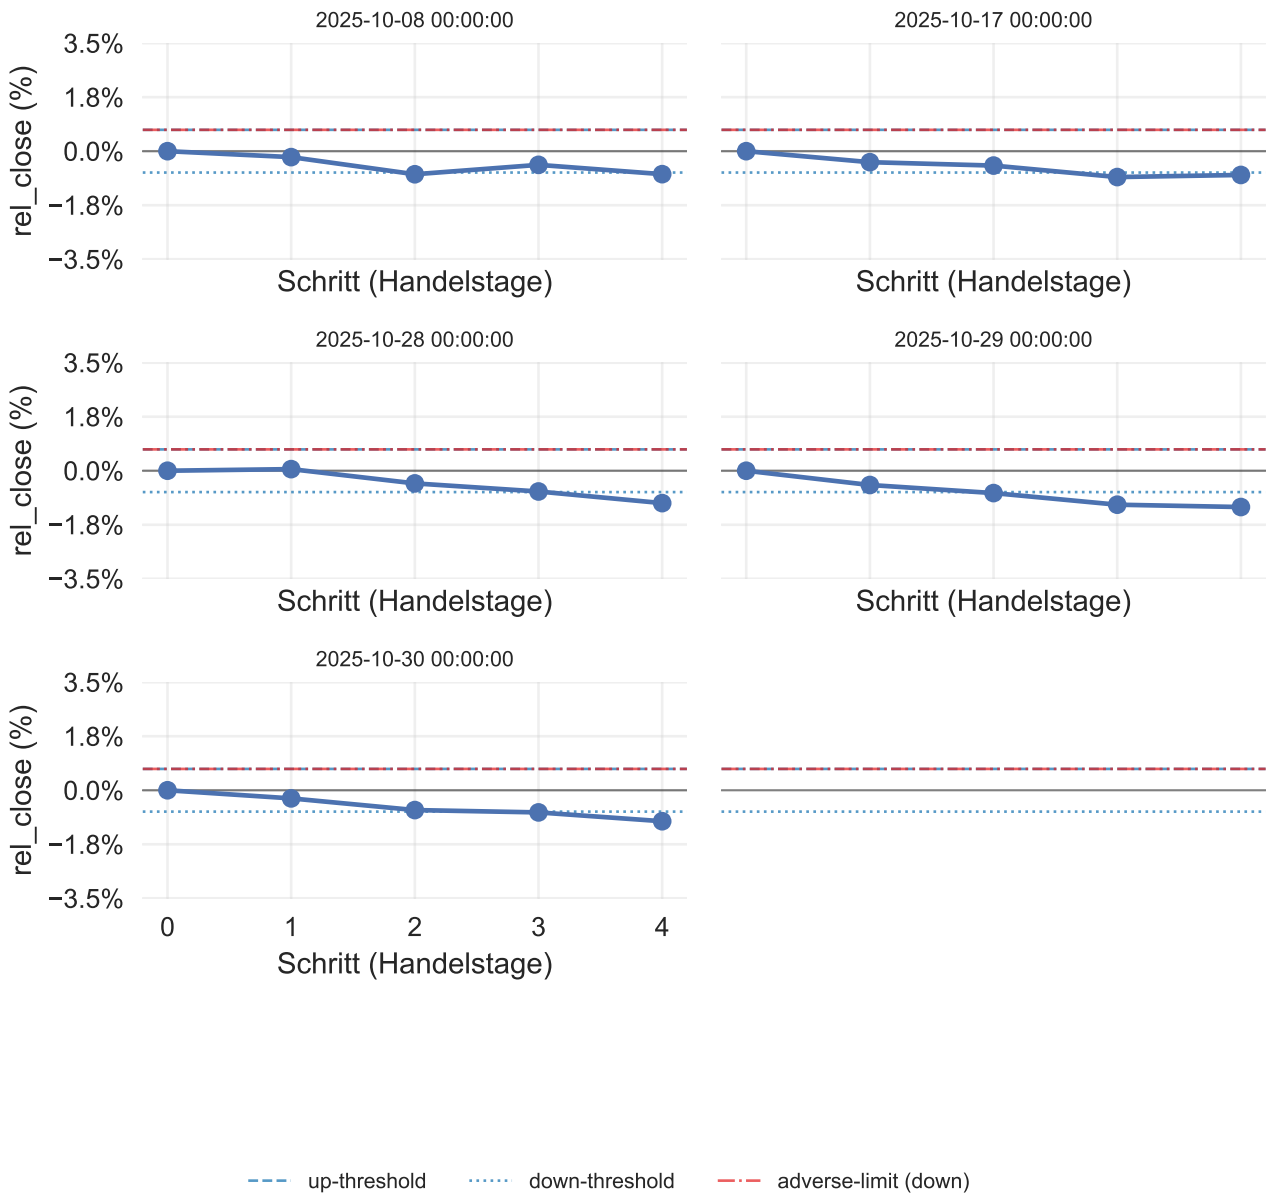 2025-10-08 00:00:00
2025-10-17 00:00:00
3.5%
1.8%
0.0%
−1.8%
−3.5%
rel_close (%)
Schritt (Handelstage)
Schritt (Handelstage)
2025-10-28 00:00:00
2025-10-29 00:00:00
3.5%
1.8%
0.0%
−1.8%
−3.5%
rel_close (%)
Schritt (Handelstage)
Schritt (Handelstage)
2025-10-30 00:00:00
3.5%
1.8%
0.0%
−1.8%
−3.5%
rel_close (%)
0 1 2 3 4
Schritt (Handelstage)
up-threshold down-threshold adverse-limit (down)